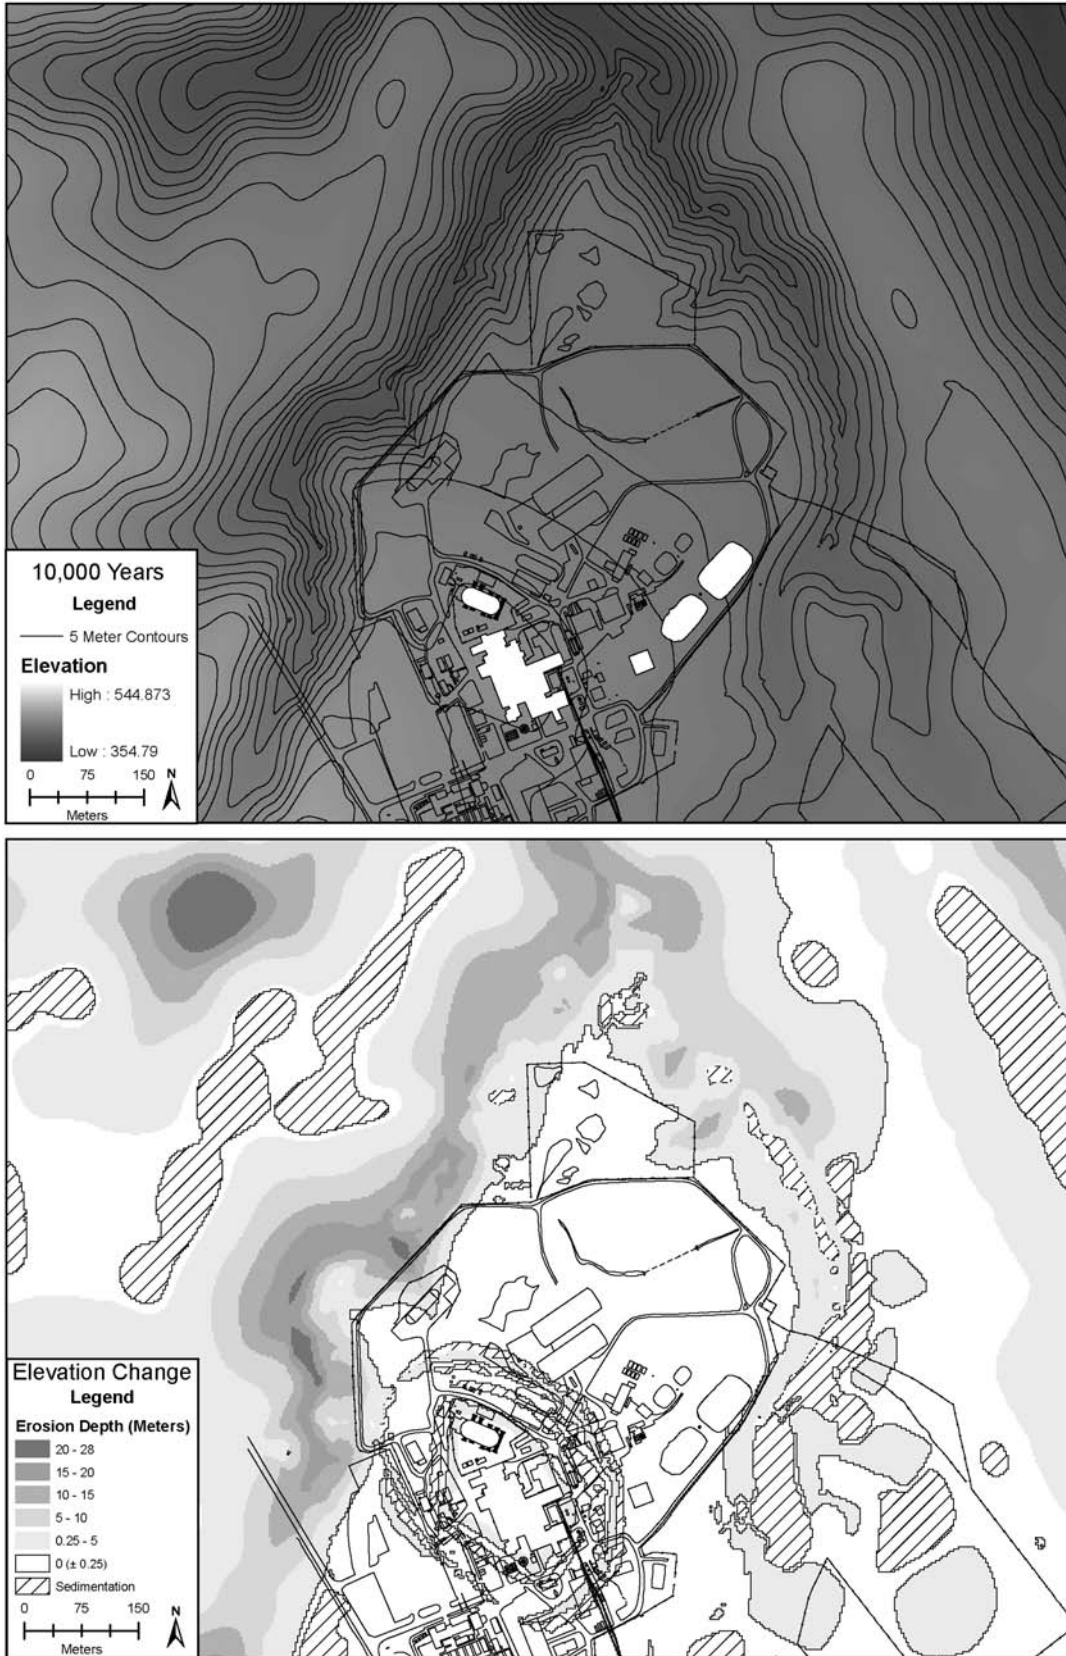 10,000 Years
Legend
5 Meter Contours
Elevation
High : 544.873
Low : 354.79
0 75 150 N
Meters
Elevation Change
Legend
Erosion Depth (Meters)
20 - 28
15 - 20
10 - 15
5 - 10
0.25 - 5
0 (± 0.25)
Sedimentation
0 75 150 N
Meters